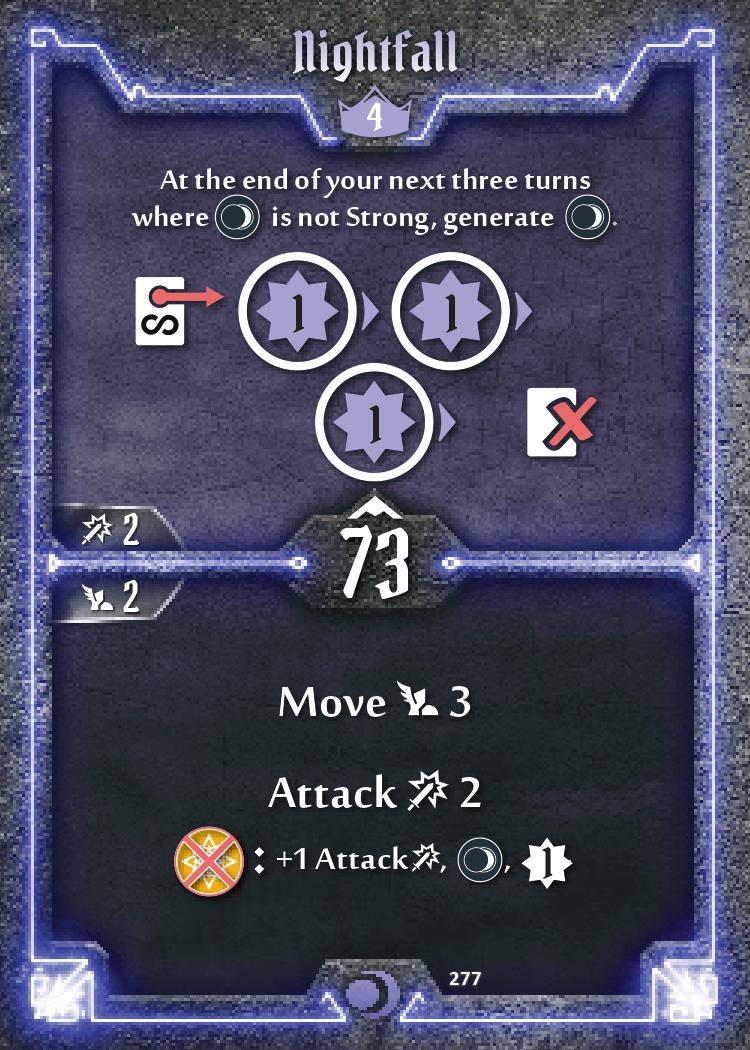 Nightfall
4
At the end of your next three turns
where is not Strong, generate .
1 1
1
2
73
2
Move 3
Attack 2
: +1 Attack , , 1
277